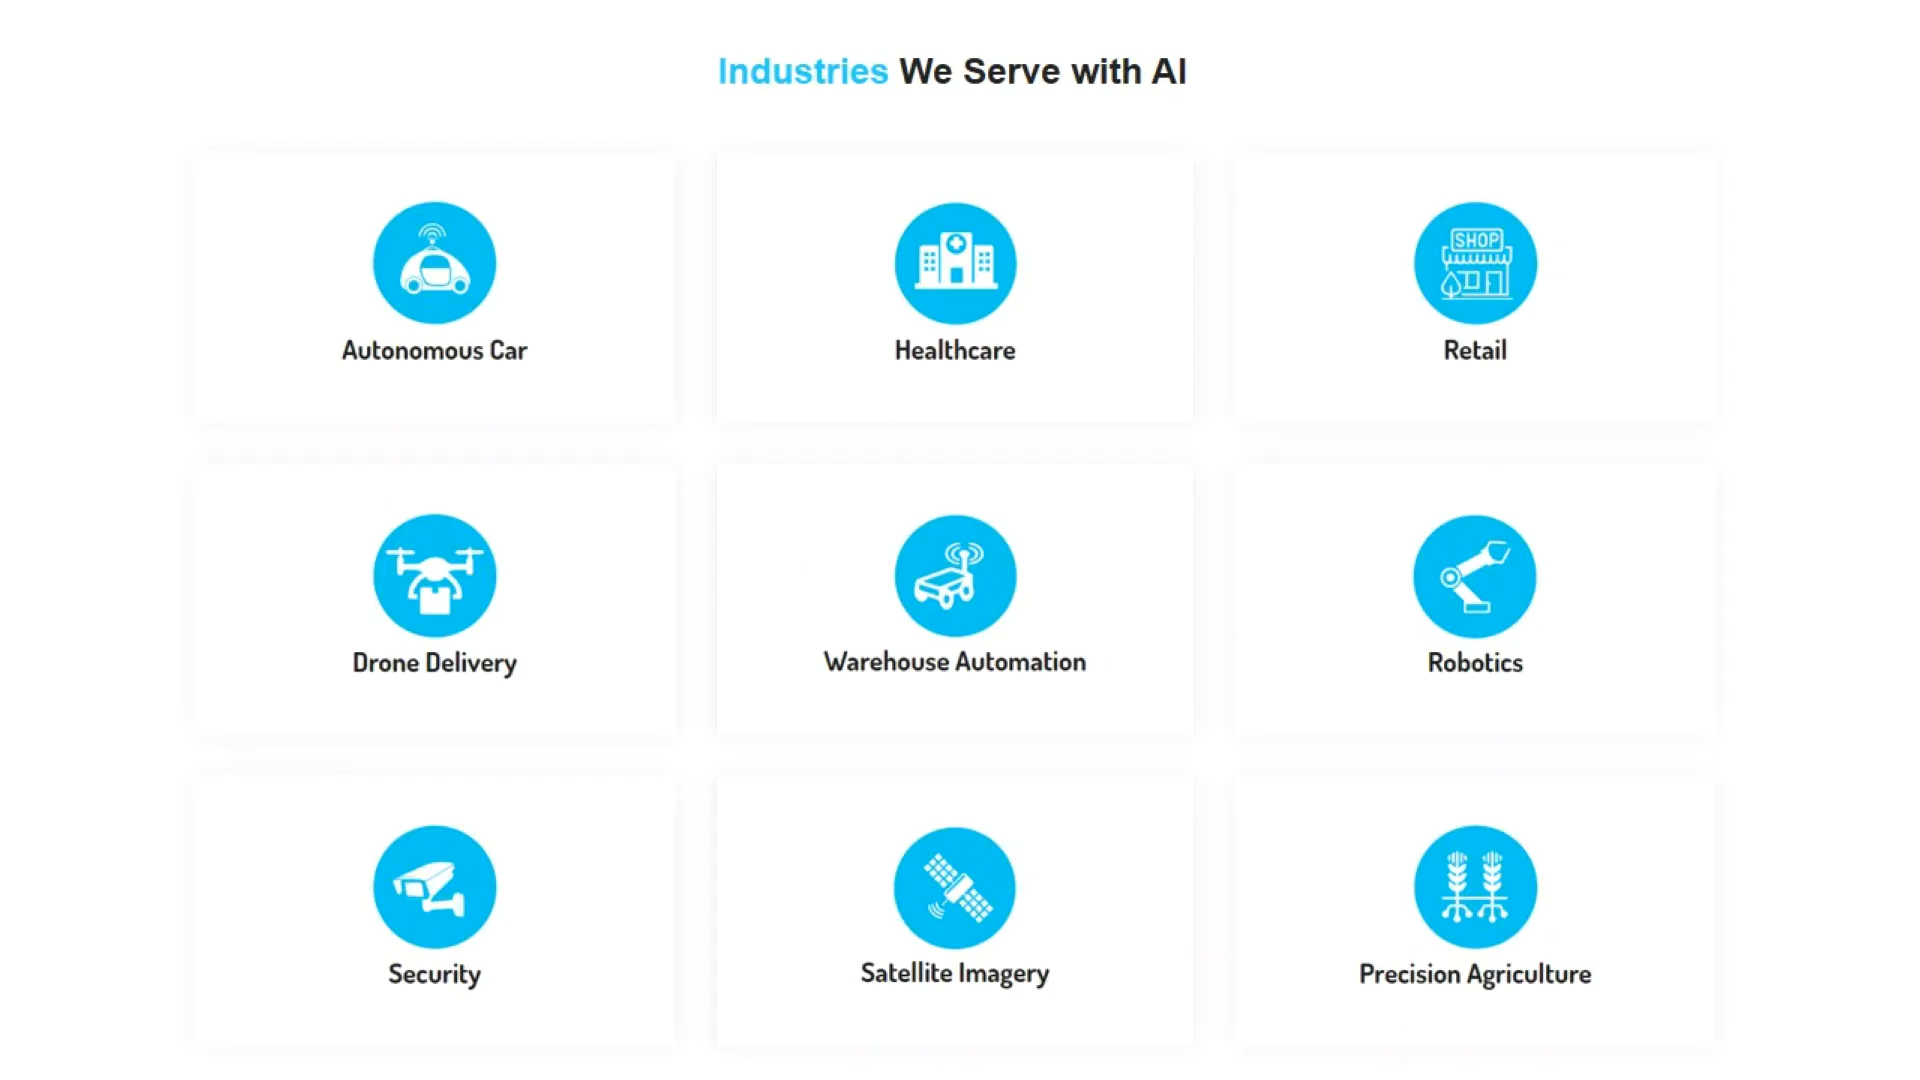 Industries We Serve with AI
SHOP
Autonomous Car
Healthcare
Retail
Drone Delivery
Warehouse Automation
Robotics
Security
Satellite Imagery
Precision Agriculture